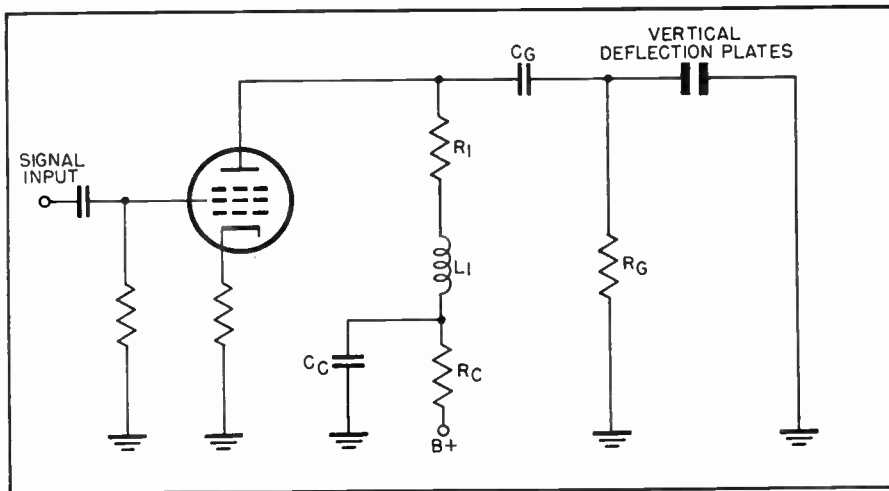 VERTICAL
DEFLECTION PLATES
CG
R1
SIGNAL
INPUT
L1
RG
CC
RC
B+